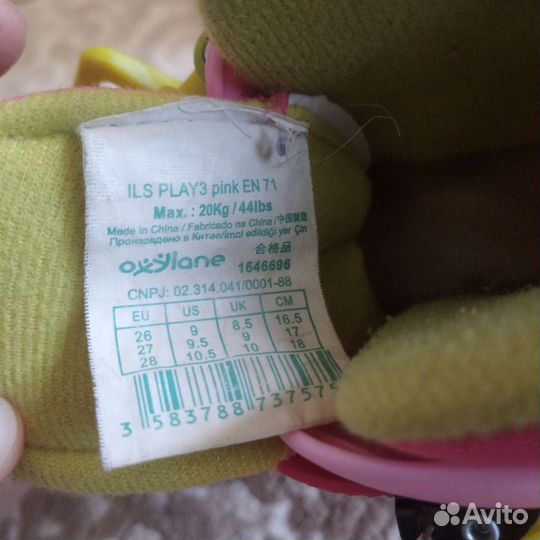 ILS PLAY3 pink EN 71
Max. : 20Kg / 44lbs
Made in China / Fabricado na China / 中国制造
Произведено в Китае/İmal edildiği yer Çin
合格品
oxylane
1646696
CNPJ: 02.314.041/0001-88
EU US UK CM
26 9 8.5 16.5
27 9.5 9 17
28 10.5 10 18
3 583788 737575
Avito